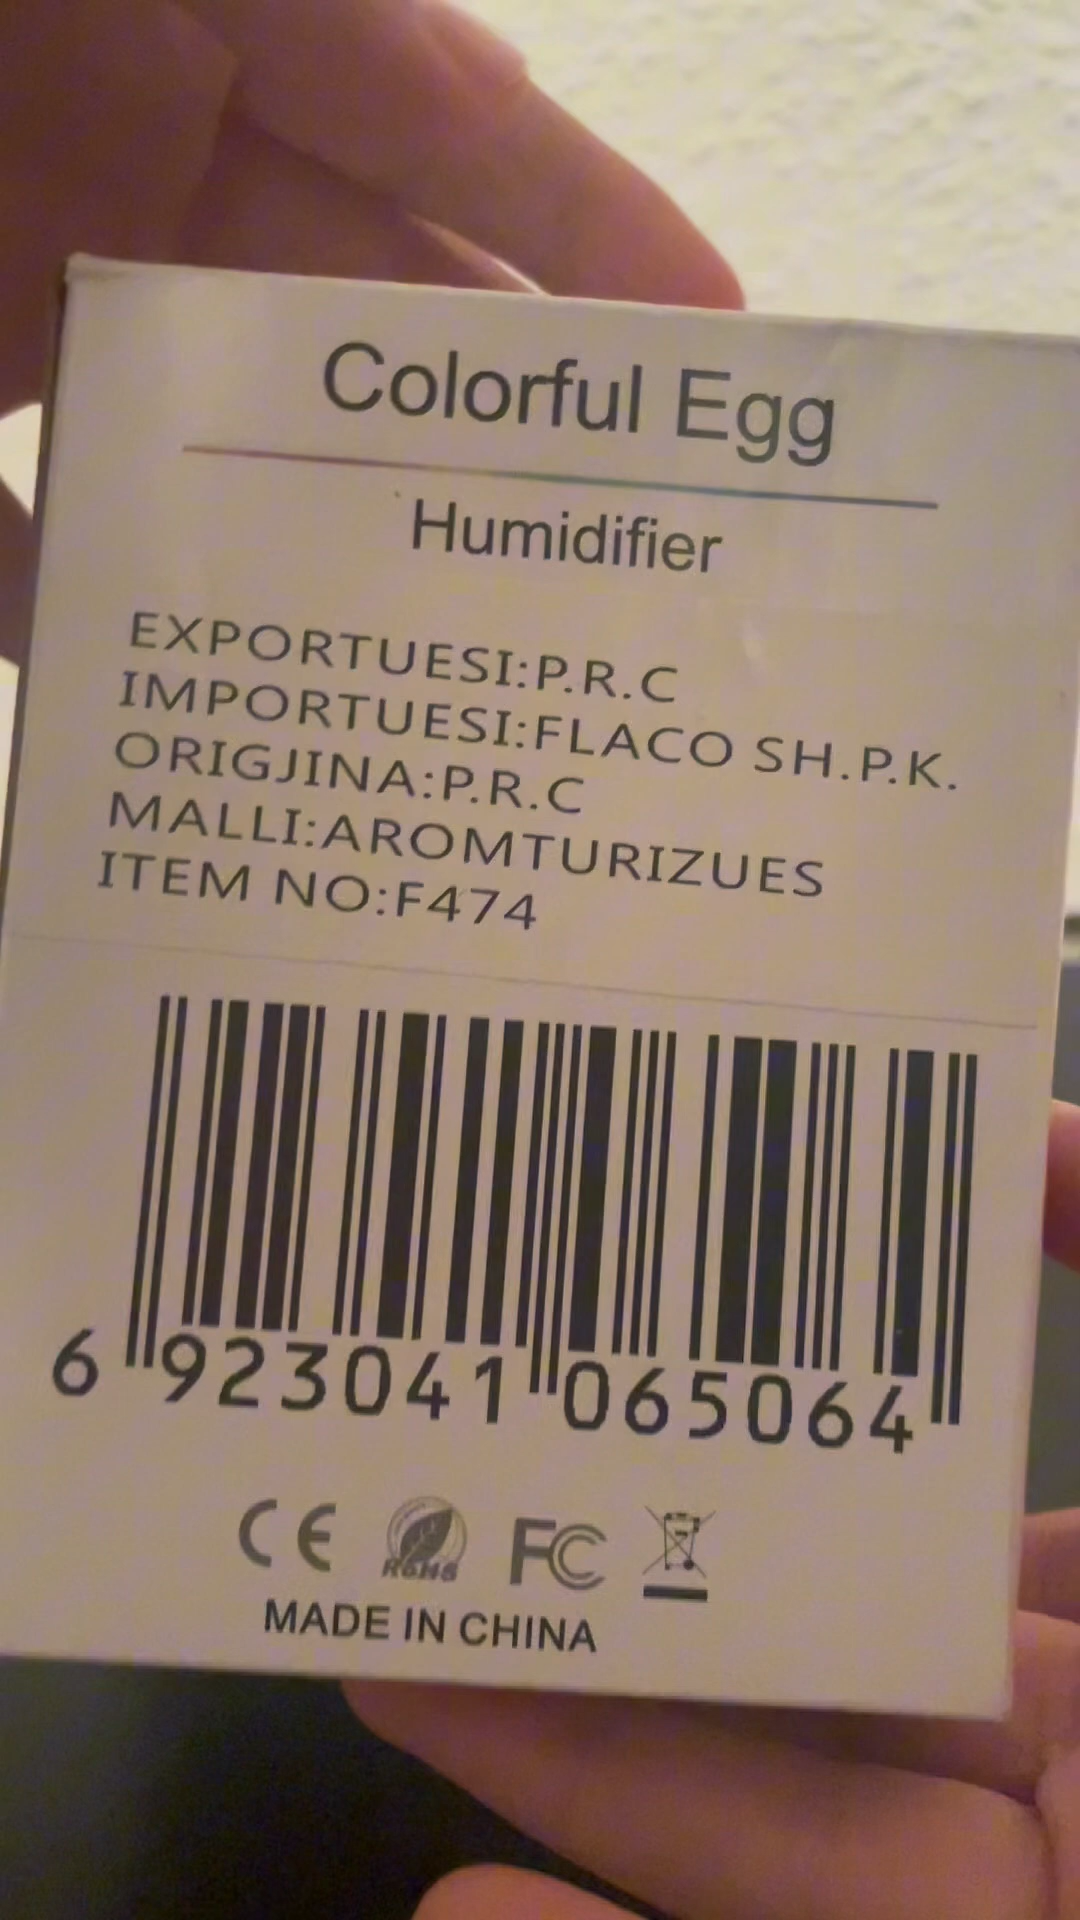 Colorful Egg
Humidifier
EXPORTUESI:P.R.C
IMPORTUESI:FLACO SH.P.K.
ORIGJINA:P.R.C
MALLI:AROMTURIZUES
ITEM NO:F474
6 923041 065064
CE RoHS FC
MADE IN CHINA